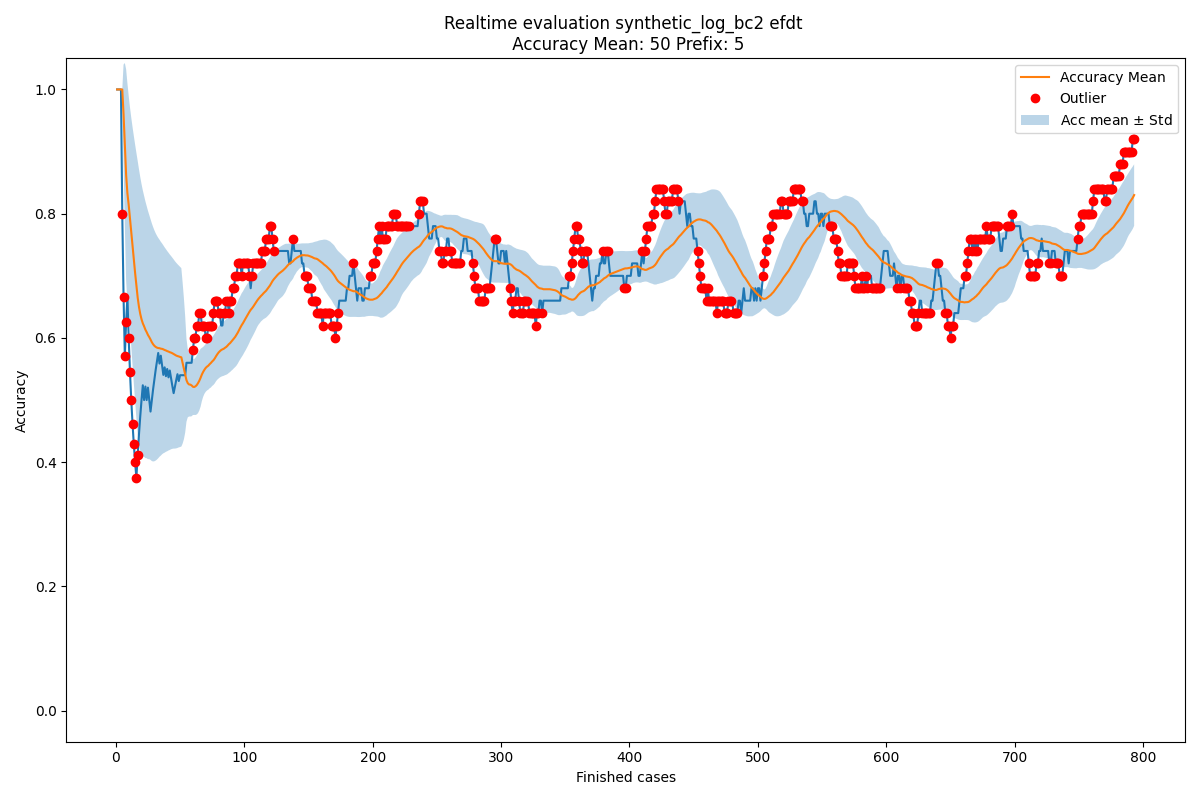 Realtime evaluation synthetic_log_bc2 efdt
Accuracy Mean: 50 Prefix: 5
Accuracy Mean
Outlier
Acc mean ± Std
1.0
0.8
0.6
0.4
0.2
0.0
Accuracy
0 100 200 300 400 500 600 700 800
Finished cases